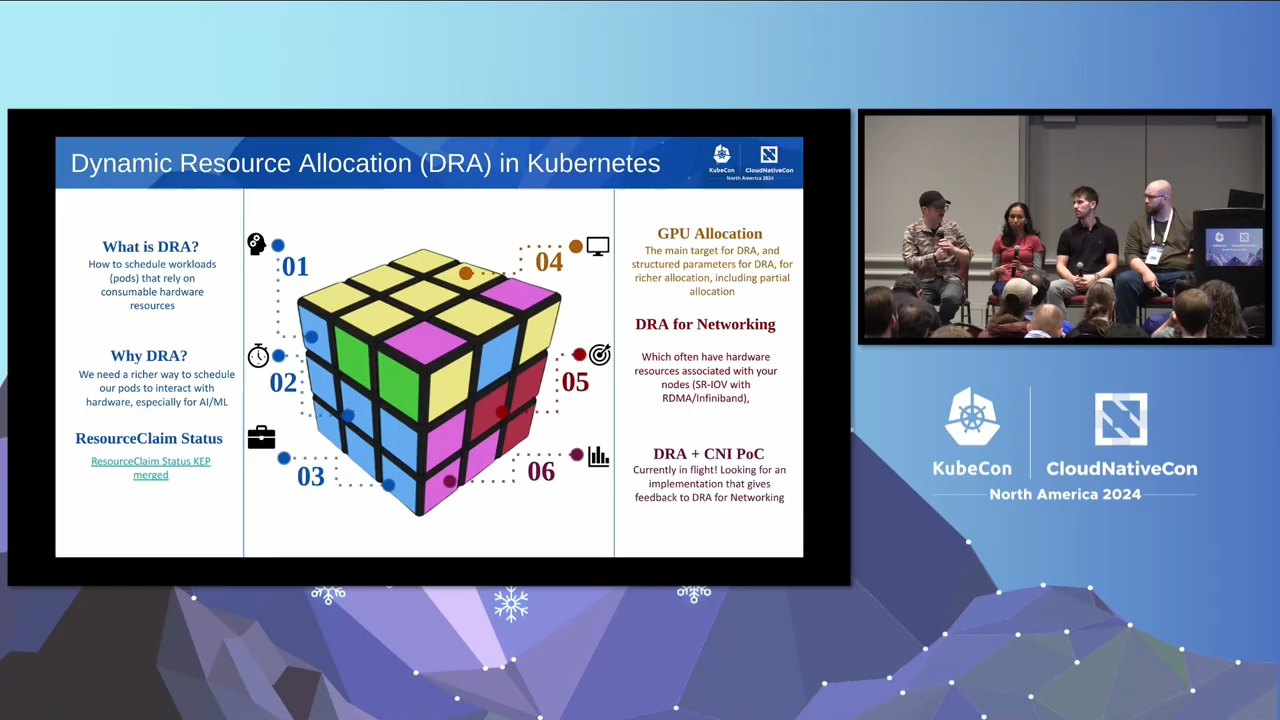 Dynamic Resource Allocation (DRA) in Kubernetes
KubeCon
CloudNativeCon
North America 2024
What is DRA?
How to schedule workloads
(pods) that rely on
consumable hardware
resources
01
Why DRA?
We need a richer way to schedule
our pods to interact with
hardware, especially for AI/ML
02
ResourceClaim Status
ResourceClaim Status KEP
merged
03
04
GPU Allocation
The main target for DRA, and
structured parameters for DRA, for
richer allocation, including partial
allocation
05
DRA for Networking
Which often have hardware
resources associated with your
nodes (SR-IOV with
RDMA/Infiniband),
06
DRA + CNI PoC
Currently in flight! Looking for an
implementation that gives
feedback to DRA for Networking
KubeCon
CloudNativeCon
North America 2024